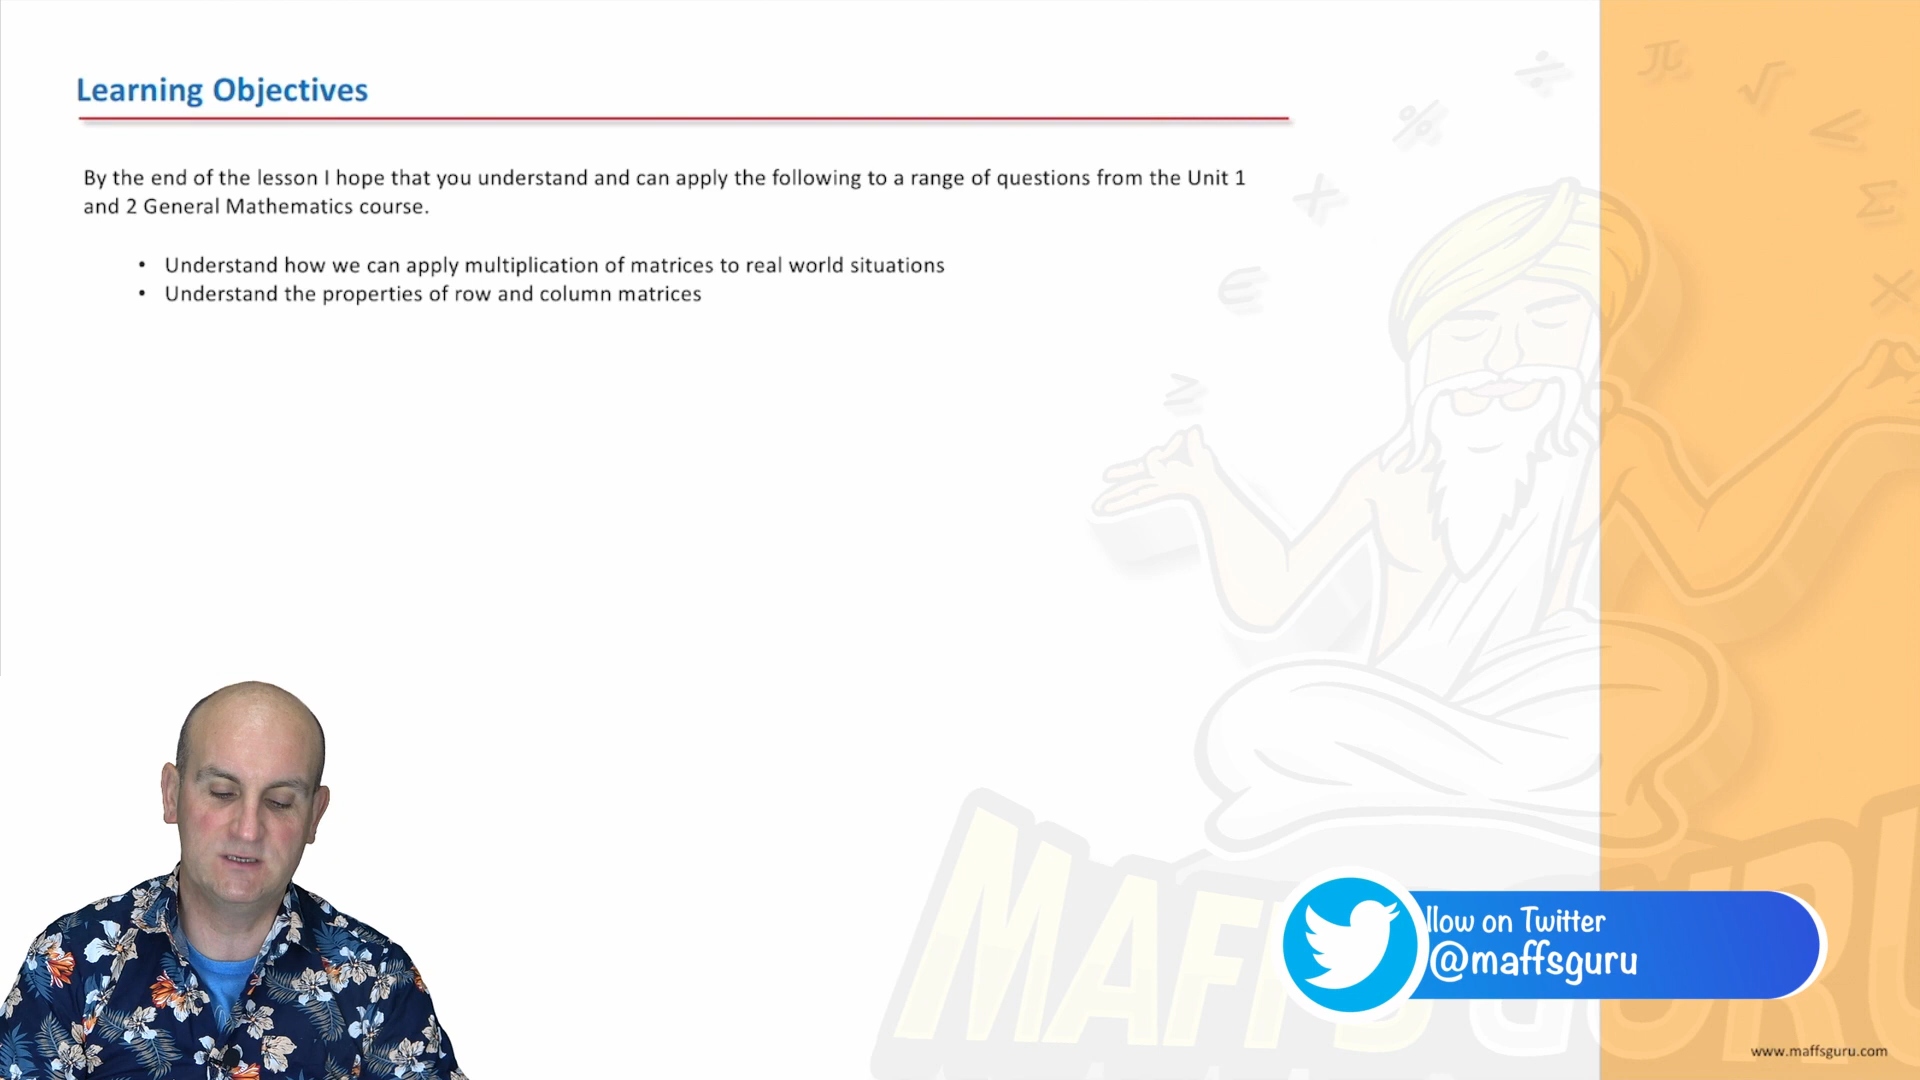 Learning Objectives
By the end of the lesson I hope that you understand and can apply the following to a range of questions from the Unit 1
and 2 General Mathematics course.
• Understand how we can apply multiplication of matrices to real world situations
• Understand the properties of row and column matrices
MAFFS GURU
llow on Twitter
@maffsguru
www.maffsguru.com